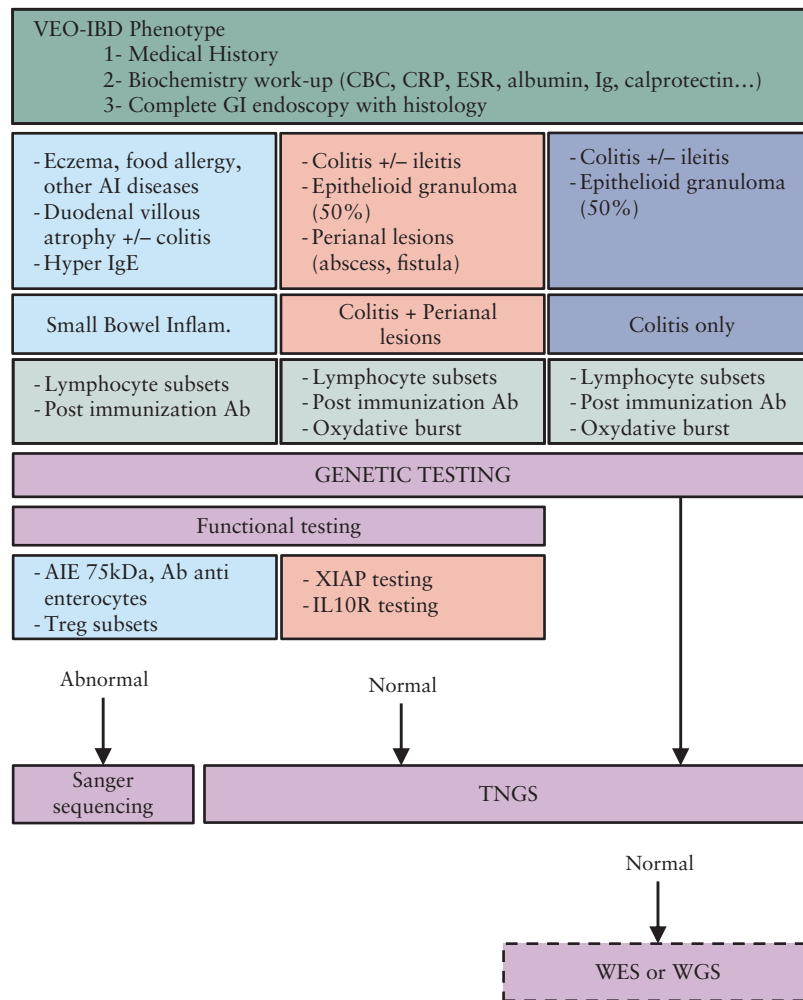 VEO-IBD Phenotype
1- Medical History
2- Biochemistry work-up (CBC, CRP, ESR, albumin, Ig, calprotectin…)
3- Complete GI endoscopy with histology
- Eczema, food allergy,
other AI diseases
- Duodenal villous
atrophy +/– colitis
- Hyper IgE
- Colitis +/– ileitis
- Epithelioid granuloma
(50%)
- Perianal lesions
(abscess, fistula)
- Colitis +/– ileitis
- Epithelioid granuloma
(50%)
Small Bowel Inflam.
Colitis + Perianal
lesions
Colitis only
- Lymphocyte subsets
- Post immunization Ab
- Lymphocyte subsets
- Post immunization Ab
- Oxydative burst
- Lymphocyte subsets
- Post immunization Ab
- Oxydative burst
GENETIC TESTING
Functional testing
- AIE 75kDa, Ab anti
enterocytes
- Treg subsets
- XIAP testing
- IL10R testing
Abnormal
Normal
Sanger
sequencing
TNGS
Normal
WES or WGS